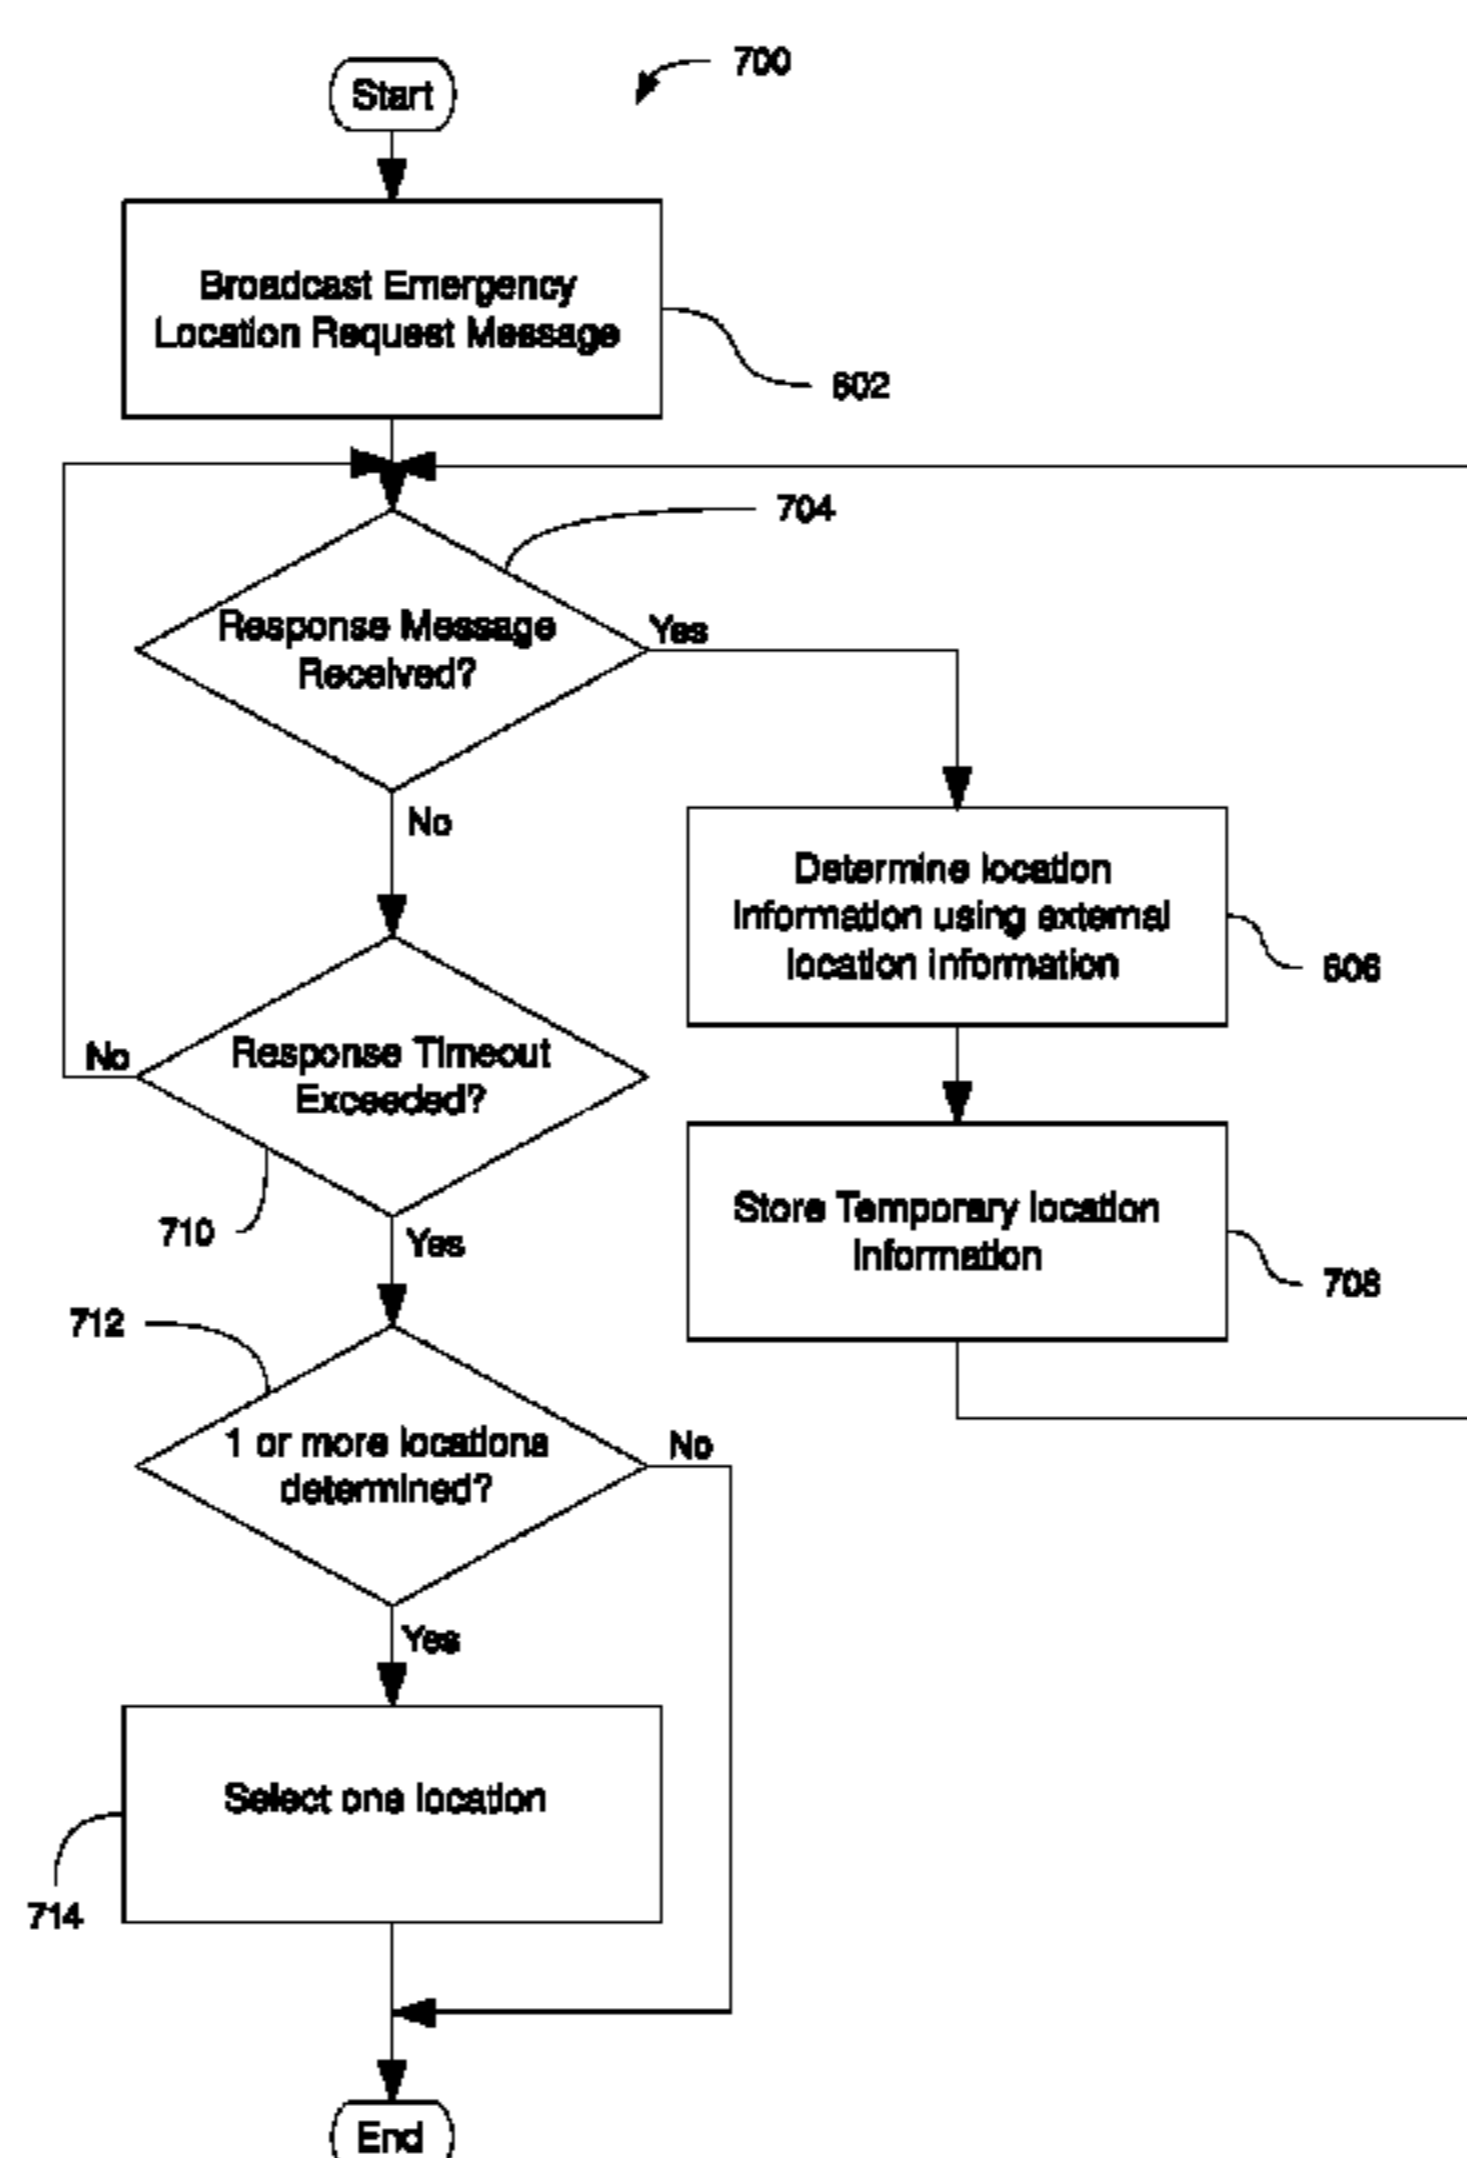 700
Start
Broadcast Emergency
Location Request Message
602
704
Response Message
Received?
Yes
No
Determine location
information using external
location information
606
Response Timeout
Exceeded?
No
710
Yes
Store Temporary location
Information
708
712
1 or more locations
determined?
No
Yes
Select one location
714
End